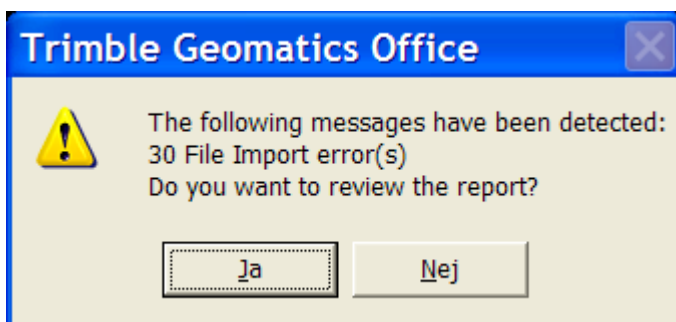 Trimble Geomatics Office
The following messages have been detected:
30 File Import error(s)
Do you want to review the report?
Ja
Nej